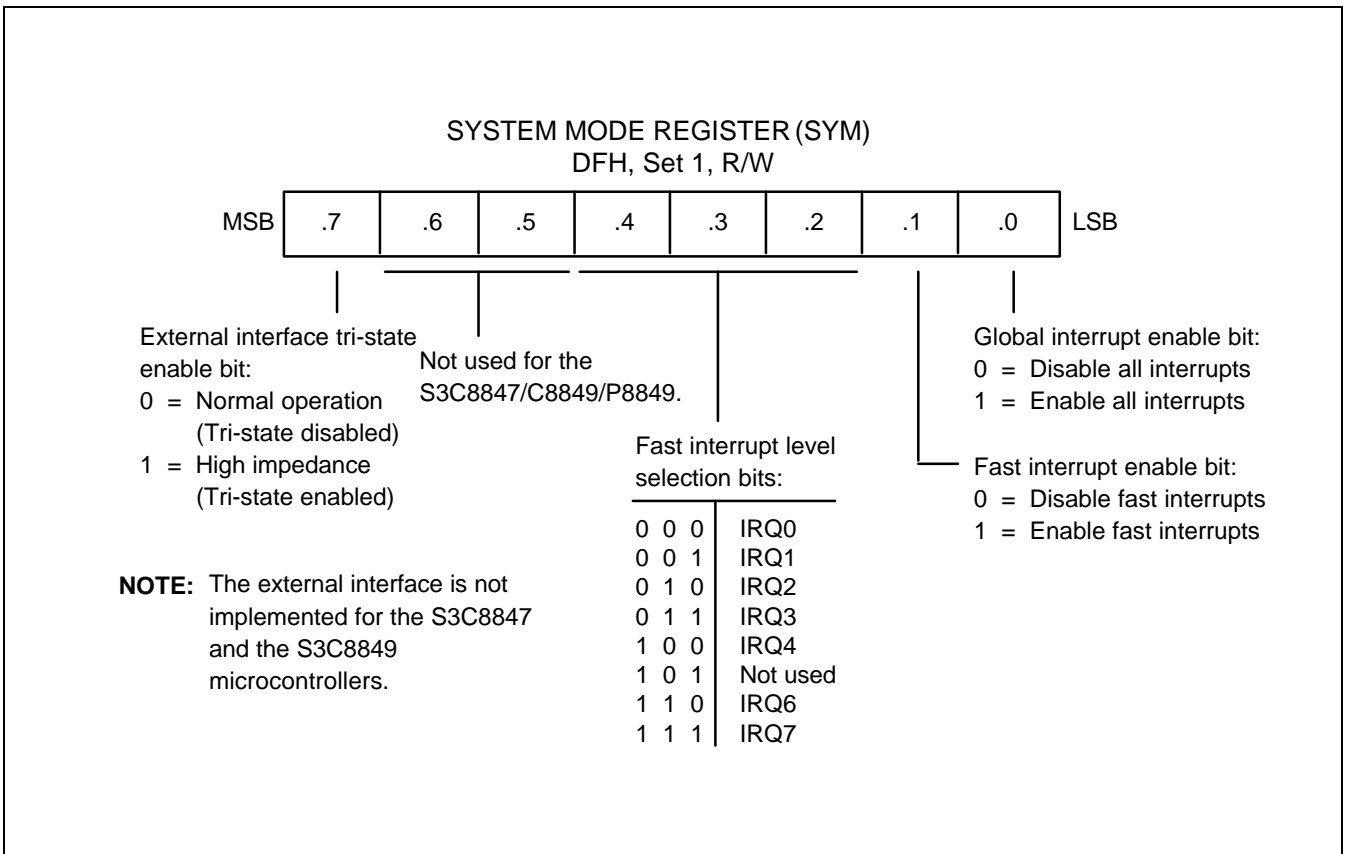 SYSTEM MODE REGISTER (SYM)
DFH, Set 1, R/W
MSB .7 .6 .5 .4 .3 .2 .1 .0 LSB
External interface tri-state
enable bit:
0 = Normal operation
(Tri-state disabled)
1 = High impedance
(Tri-state enabled)
Not used for the
S3C8847/C8849/P8849.
Fast interrupt level
selection bits:
0 0 0 IRQ0
0 0 1 IRQ1
0 1 0 IRQ2
0 1 1 IRQ3
1 0 0 IRQ4
1 0 1 Not used
1 1 0 IRQ6
1 1 1 IRQ7
Global interrupt enable bit:
0 = Disable all interrupts
1 = Enable all interrupts
Fast interrupt enable bit:
0 = Disable fast interrupts
1 = Enable fast interrupts
NOTE: The external interface is not
implemented for the S3C8847
and the S3C8849
microcontrollers.